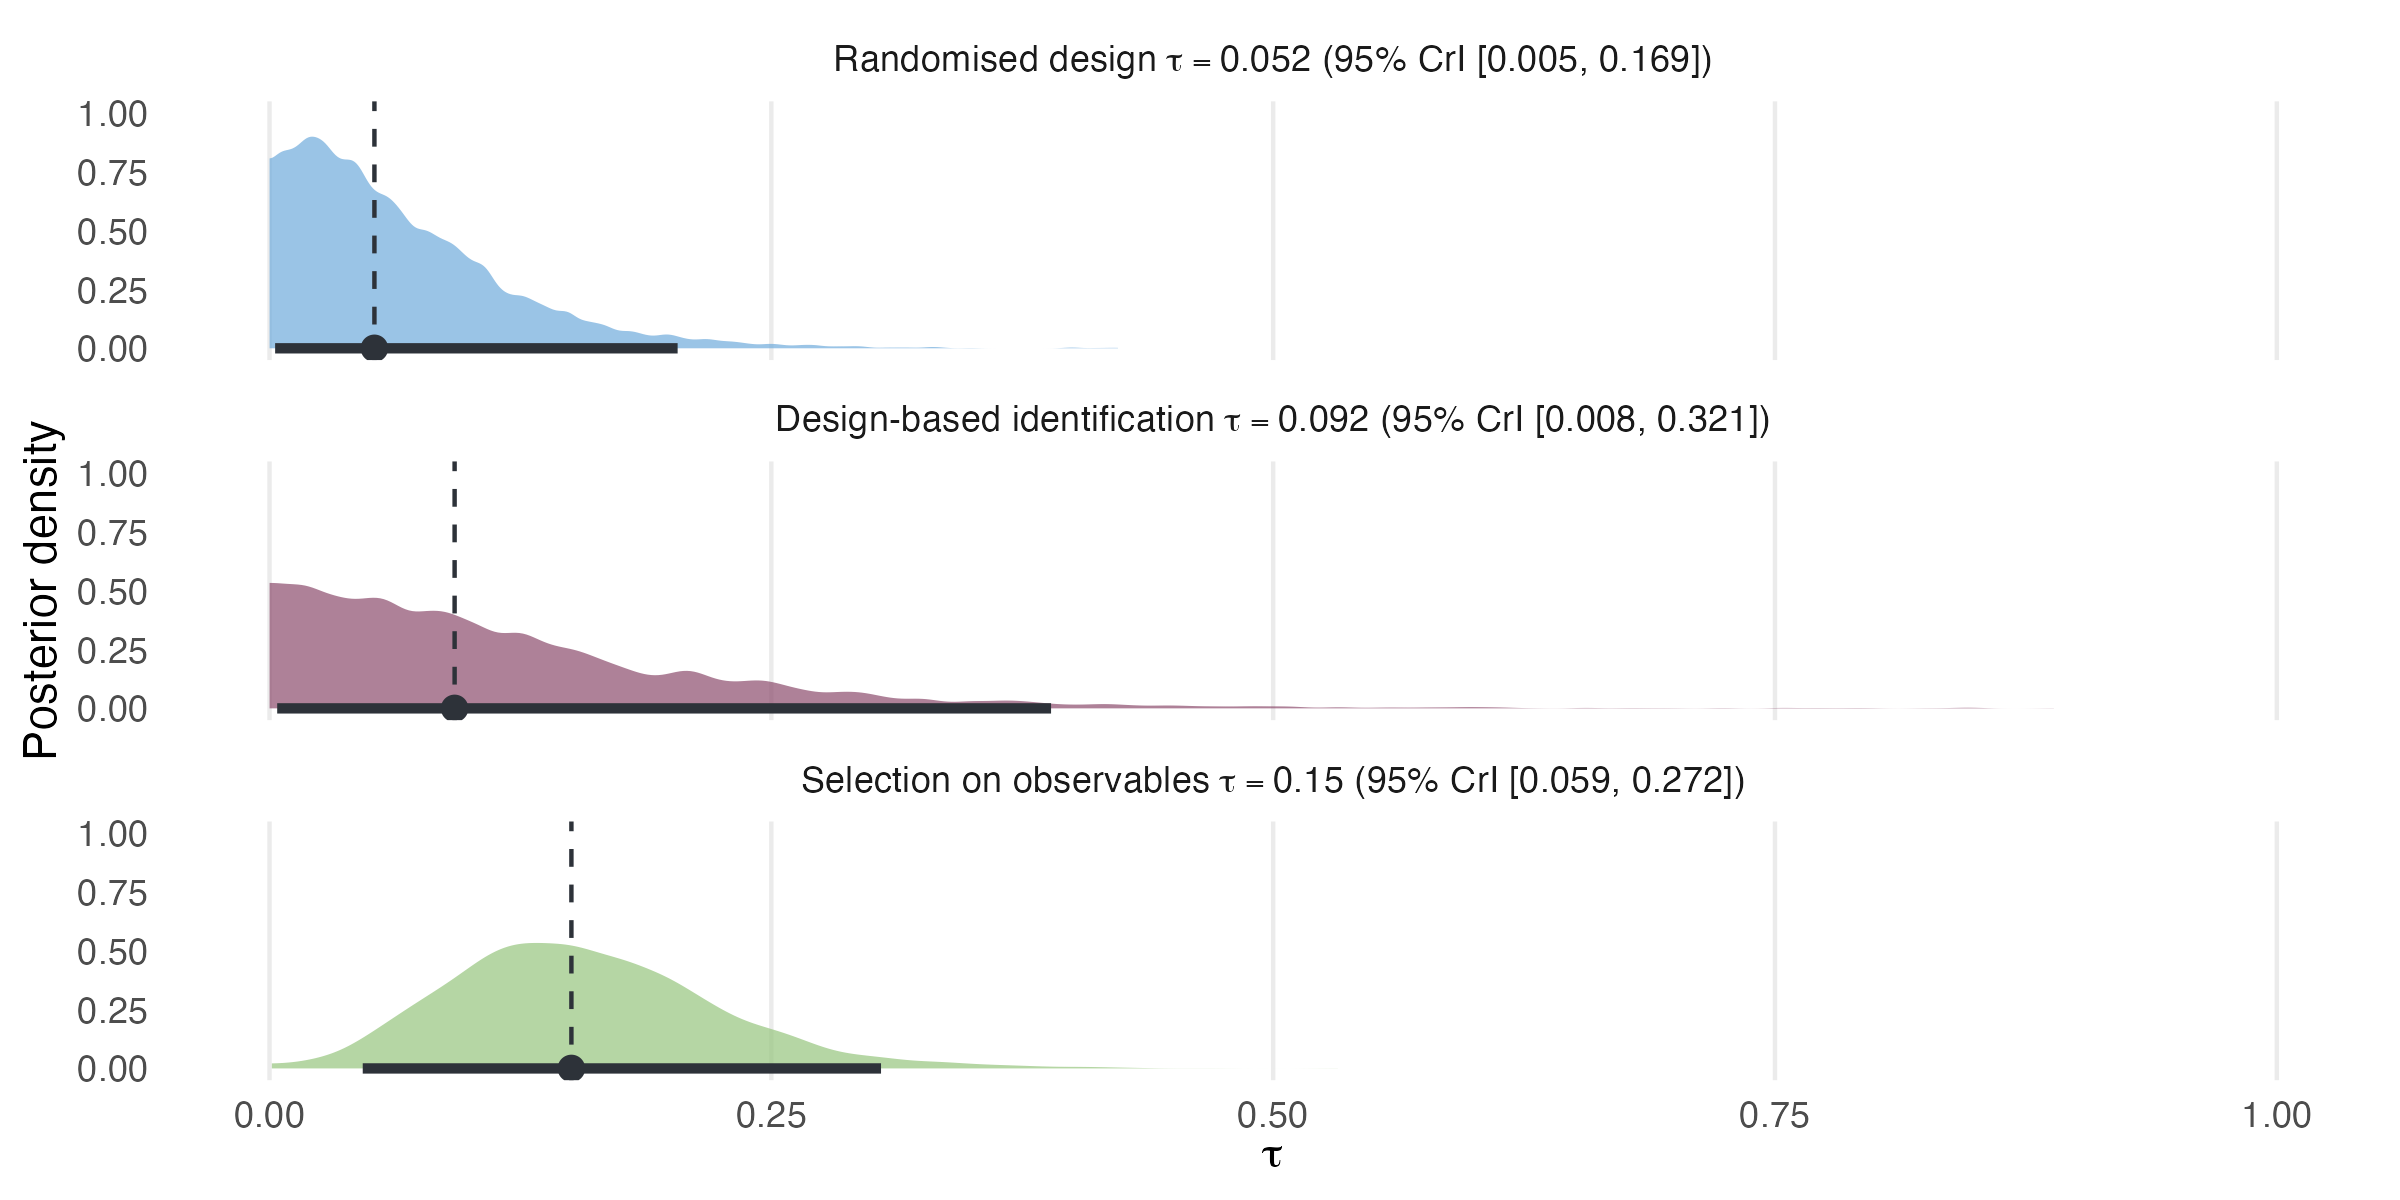 Randomised design τ = 0.052 (95% CrI [0.005, 0.169])
1.00
0.75
0.50
0.25
0.00
Design-based identification τ = 0.092 (95% CrI [0.008, 0.321])
1.00
0.75
0.50
0.25
0.00
Posterior density
Selection on observables τ = 0.15 (95% CrI [0.059, 0.272])
1.00
0.75
0.50
0.25
0.00
0.00 0.25 0.50 0.75 1.00
τ